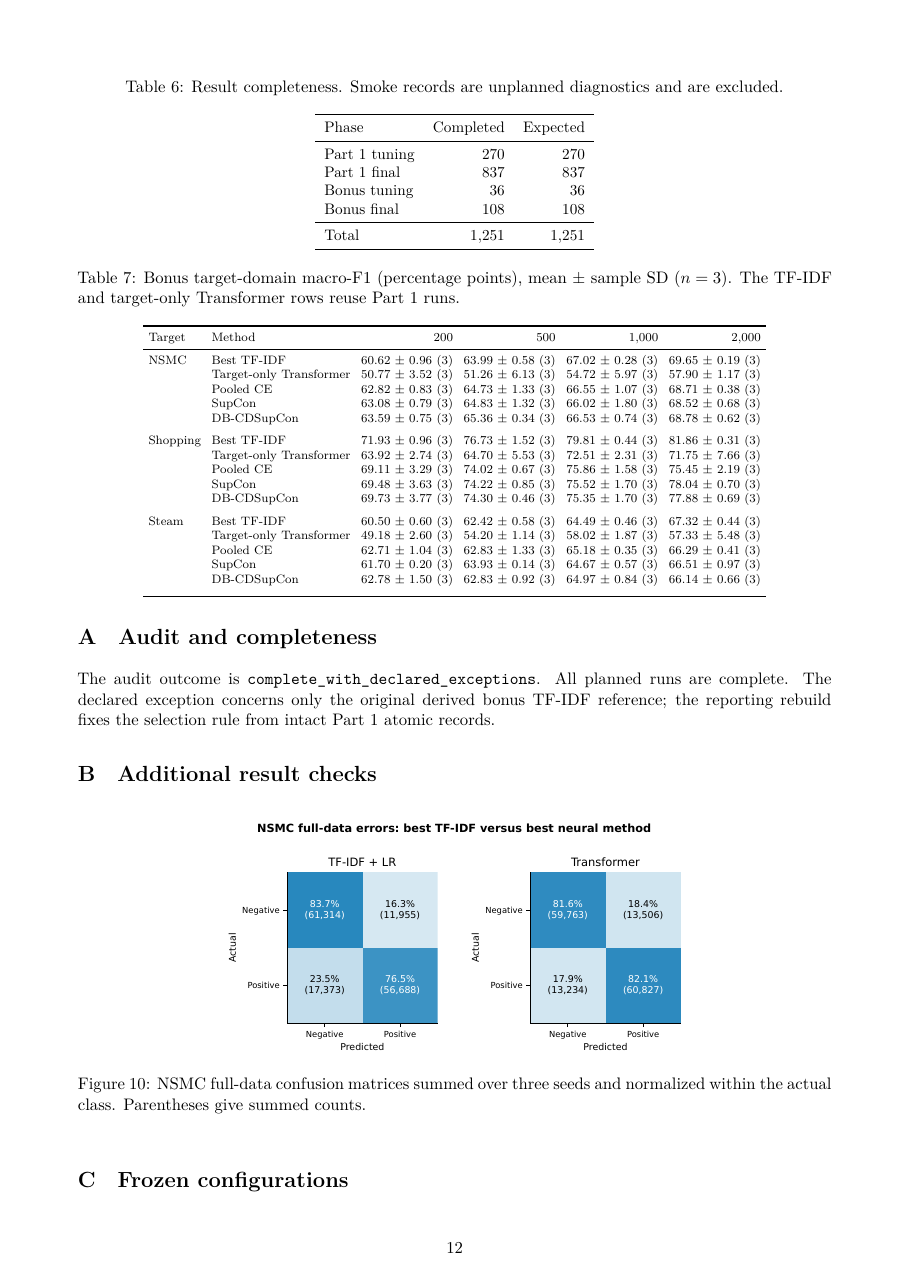 Table 6: Result completeness. Smoke records are unplanned diagnostics and are excluded.
Phase Completed Expected
Part 1 tuning 270 270
Part 1 final 837 837
Bonus tuning 36 36
Bonus final 108 108
Total 1,251 1,251
Table 7: Bonus target-domain macro-F1 (percentage points), mean ± sample SD (n = 3). The TF-IDF
and target-only Transformer rows reuse Part 1 runs.
Target Method 200 500 1,000 2,000
NSMC Best TF-IDF 60.62 ± 0.96 (3) 63.99 ± 0.58 (3) 67.02 ± 0.28 (3) 69.65 ± 0.19 (3)
Target-only Transformer 50.77 ± 3.52 (3) 51.26 ± 6.13 (3) 54.72 ± 5.97 (3) 57.90 ± 1.17 (3)
Pooled CE 62.82 ± 0.83 (3) 64.73 ± 1.33 (3) 66.55 ± 1.07 (3) 68.71 ± 0.38 (3)
SupCon 63.08 ± 0.79 (3) 64.83 ± 1.32 (3) 66.02 ± 1.80 (3) 68.52 ± 0.68 (3)
DB-CDSupCon 63.59 ± 0.75 (3) 65.36 ± 0.34 (3) 66.53 ± 0.74 (3) 68.78 ± 0.62 (3)
Shopping Best TF-IDF 71.93 ± 0.96 (3) 76.73 ± 1.52 (3) 79.81 ± 0.44 (3) 81.86 ± 0.31 (3)
Target-only Transformer 63.92 ± 2.74 (3) 64.70 ± 5.53 (3) 72.51 ± 2.31 (3) 71.75 ± 7.66 (3)
Pooled CE 69.11 ± 3.29 (3) 74.02 ± 0.67 (3) 75.86 ± 1.58 (3) 75.45 ± 2.19 (3)
SupCon 69.48 ± 3.63 (3) 74.22 ± 0.85 (3) 75.52 ± 1.70 (3) 78.04 ± 0.70 (3)
DB-CDSupCon 69.73 ± 3.77 (3) 74.30 ± 0.46 (3) 75.35 ± 1.70 (3) 77.88 ± 0.69 (3)
Steam Best TF-IDF 60.50 ± 0.60 (3) 62.42 ± 0.58 (3) 64.49 ± 0.46 (3) 67.32 ± 0.44 (3)
Target-only Transformer 49.18 ± 2.60 (3) 54.20 ± 1.14 (3) 58.02 ± 1.87 (3) 57.33 ± 5.48 (3)
Pooled CE 62.71 ± 1.04 (3) 62.83 ± 1.33 (3) 65.18 ± 0.35 (3) 66.29 ± 0.41 (3)
SupCon 61.70 ± 0.20 (3) 63.93 ± 0.14 (3) 64.67 ± 0.57 (3) 66.51 ± 0.97 (3)
DB-CDSupCon 62.78 ± 1.50 (3) 62.83 ± 0.92 (3) 64.97 ± 0.84 (3) 66.14 ± 0.66 (3)
A Audit and completeness
The audit outcome is complete_with_declared_exceptions. All planned runs are complete. The
declared exception concerns only the original derived bonus TF-IDF reference; the reporting rebuild
fixes the selection rule from intact Part 1 atomic records.
B Additional result checks
NSMC full-data errors: best TF-IDF versus best neural method
TF-IDF + LR
Actual
Negative 83.7% 16.3%
(61,314) (11,955)
Positive 23.5% 76.5%
(17,373) (56,688)
Negative Positive
Predicted
Transformer
Actual
Negative 81.6% 18.4%
(59,763) (13,506)
Positive 17.9% 82.1%
(13,234) (60,827)
Negative Positive
Predicted
Figure 10: NSMC full-data confusion matrices summed over three seeds and normalized within the actual
class. Parentheses give summed counts.
C Frozen configurations
12